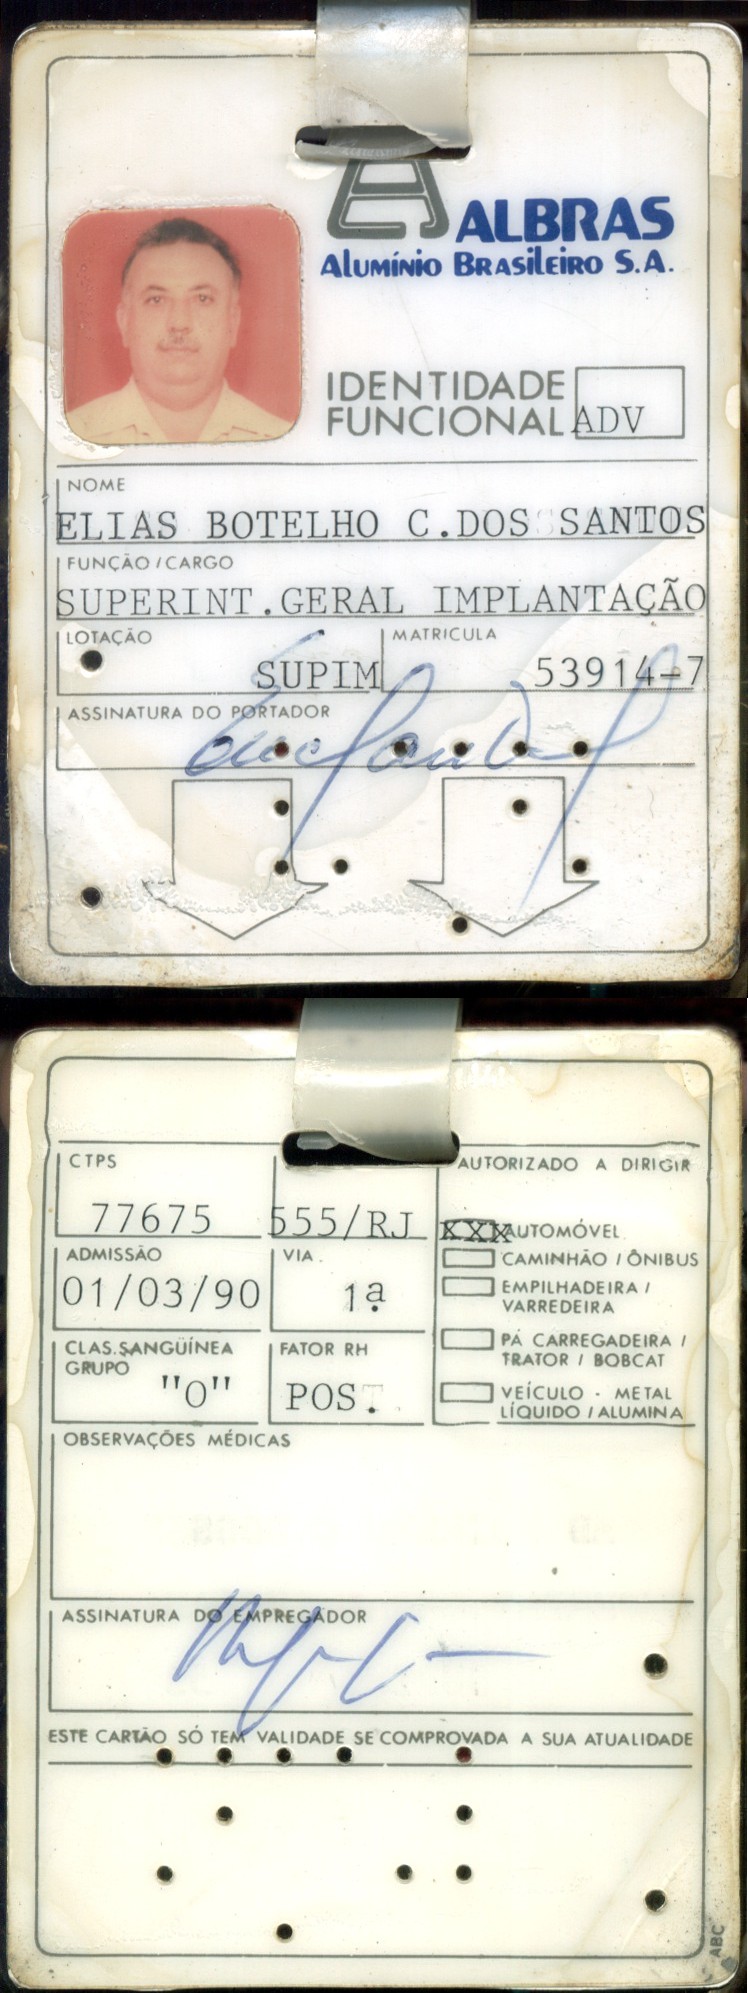 ALBRAS
ALUMÍNIO BRASILEIRO S.A.
IDENTIDADE
FUNCIONAL ADV
NOME
ELIAS BOTELHO C.DOS SANTOS
FUNÇÃO/CARGO
SUPERINT.GERAL IMPLANTAÇÃO
LOTAÇÃO MATRICULA
SUPIM 53914-7
ASSINATURA DO PORTADOR
CTPS
77675 555/RJ
AUTORIZADO A DIRIGIR
XXX AUTOMÓVEL
CAMINHÃO / ÔNIBUS
EMPILHADEIRA /
VARREDEIRA
PÁ CARREGADEIRA /
TRATOR / BOBCAT
VEÍCULO - METAL
LÍQUIDO / ALUMINA
ADMISSÃO VIA
01/03/90 1ª
CLAS. SANGÜÍNEA
GRUPO
"O"
FATOR RH
POS.
OBSERVAÇÕES MÉDICAS
ASSINATURA DO EMPREGADOR
ESTE CARTÃO SÓ TEM VALIDADE SE COMPROVADA A SUA ATUALIDADE
ABC